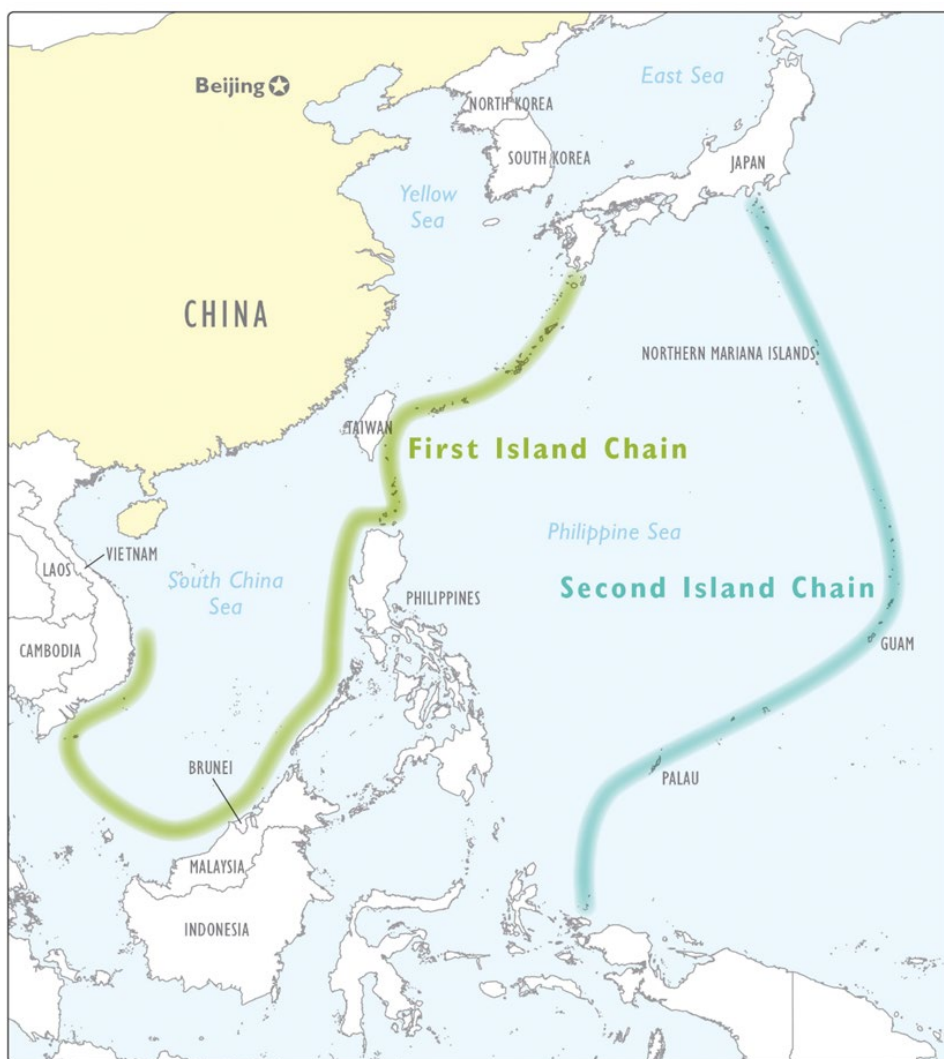 Beijing
East Sea
NORTH KOREA
SOUTH KOREA
JAPAN
Yellow
Sea
CHINA
NORTHERN MARIANA ISLANDS
TAIWAN
First Island Chain
Philippine Sea
VIETNAM
LAOS
South China
Sea
Second Island Chain
PHILIPPINES
CAMBODIA
GUAM
BRUNEI
PALAU
MALAYSIA
INDONESIA